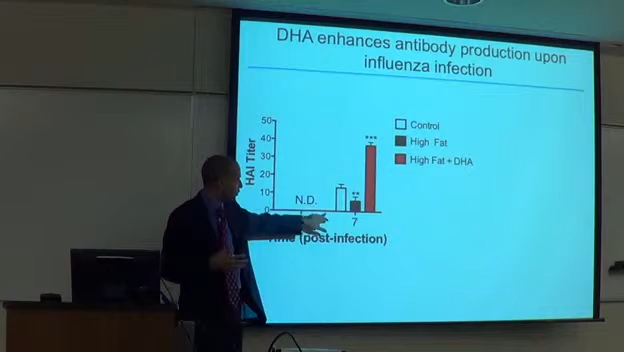 DHA enhances antibody production upon
influenza infection
50
40
30
20
10
0
HAI Titer
N.D.
**
***
7
Time (post-infection)
Control
High Fat
High Fat + DHA